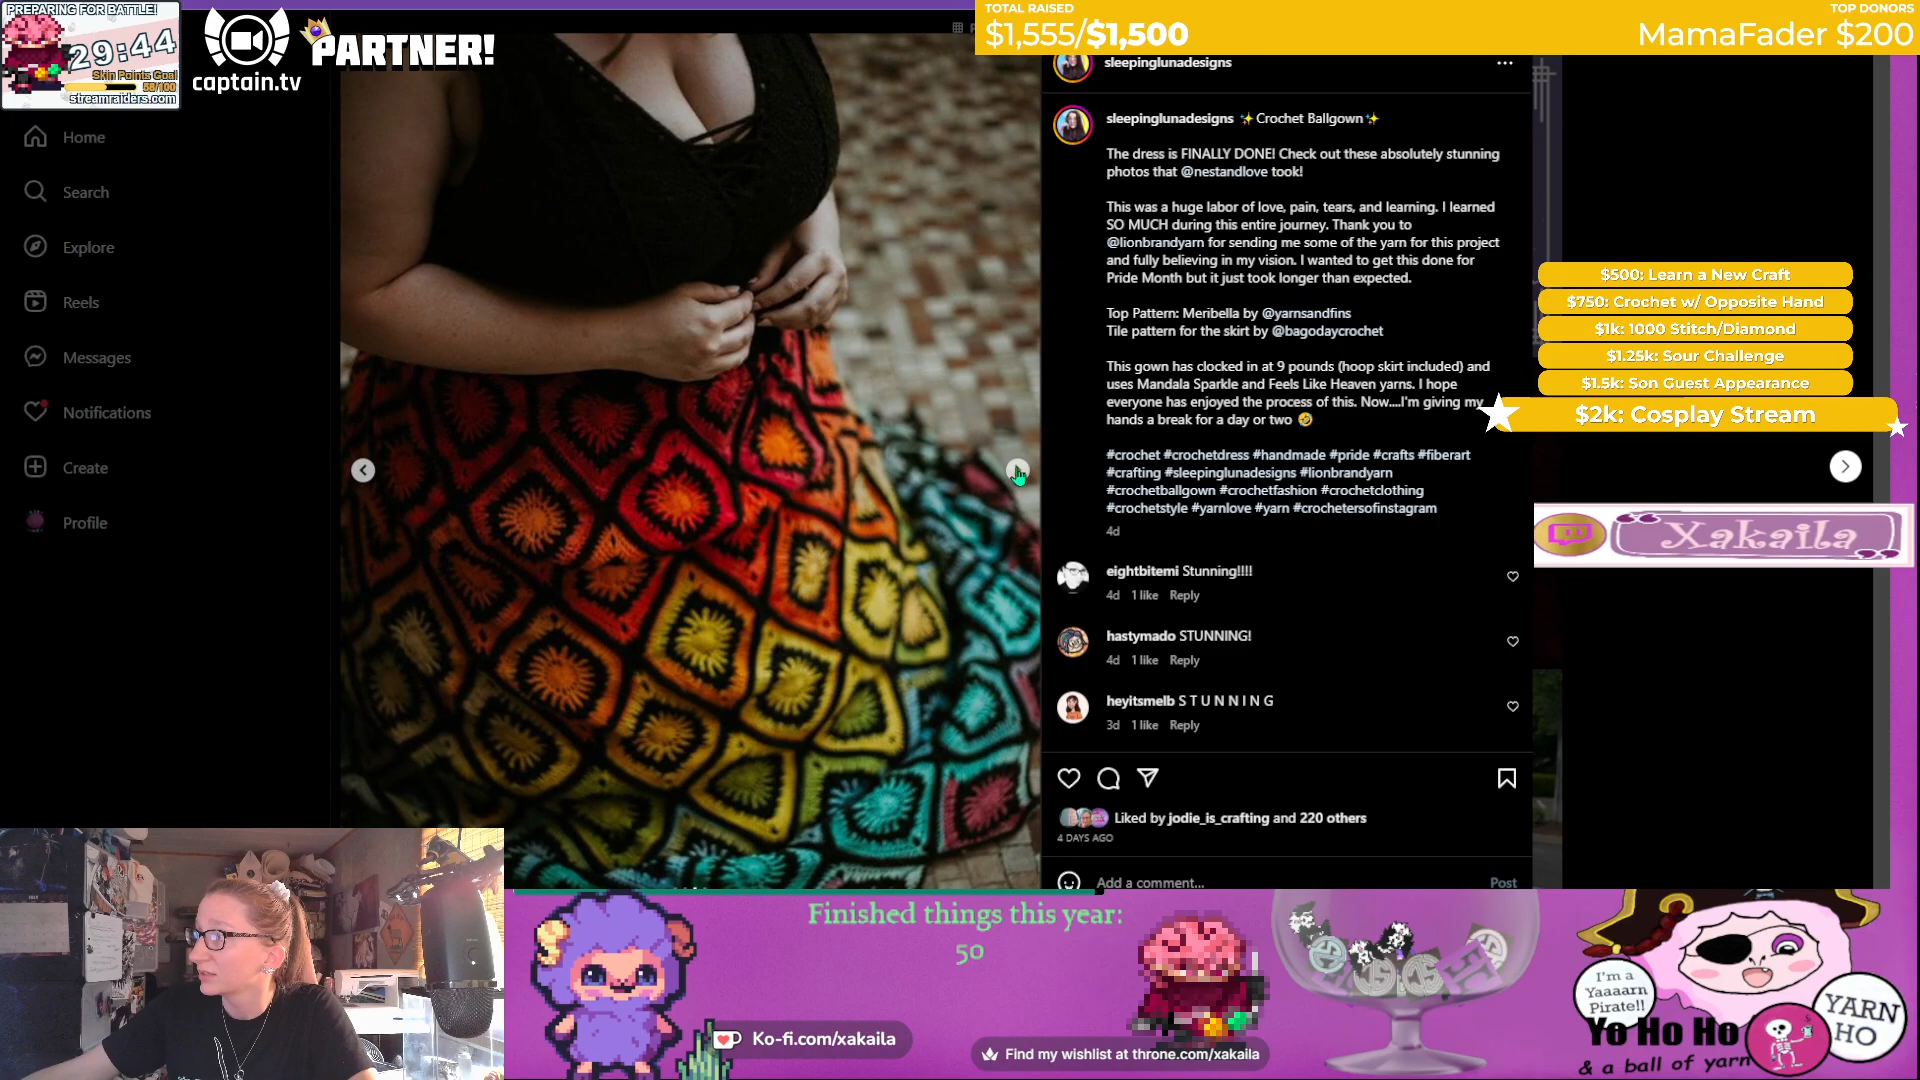 PREPARING FOR BATTLE!
29:44
Skin Points Goal
58/100
streamraiders.com
captain.tv
PARTNER!
TOTAL RAISED
$1,555/$1,500
TOP DONORS
MamaFader $200
Home
Search
Explore
Reels
Messages
Notifications
Create
Profile
sleepinglunadesigns
sleepinglunadesigns ✨Crochet Ballgown✨
The dress is FINALLY DONE! Check out these absolutely stunning
photos that @nestandlove took!
This was a huge labor of love, pain, tears, and learning. I learned
SO MUCH during this entire journey. Thank you to
@lionbrandyarn for sending me some of the yarn for this project
and fully believing in my vision. I wanted to get this done for
Pride Month but it just took longer than expected.
Top Pattern: Meribella by @yarnsandfins
Tile pattern for the skirt by @bagodaycrochet
This gown has clocked in at 9 pounds (hoop skirt included) and
uses Mandala Sparkle and Feels Like Heaven yarns. I hope
everyone has enjoyed the process of this. Now....I'm giving my
hands a break for a day or two 🤣
#crochet #crochetdress #handmade #pride #crafts #fiberart
#crafting #sleepinglunadesigns #lionbrandyarn
#crochetballgown #crochetfashion #crochetclothing
#crochetstyle #yarnlove #yarn #crochetersofinstagram
4d
eightbitemi Stunning!!!!
4d 1 like Reply
hastymado STUNNING!
4d 1 like Reply
heyitsmelb S T U N N I N G
3d 1 like Reply
Liked by jodie_is_crafting and 220 others
4 DAYS AGO
Add a comment...
Post
$500: Learn a New Craft
$750: Crochet w/ Opposite Hand
$1k: 1000 Stitch/Diamond
$1.25k: Sour Challenge
$1.5k: Son Guest Appearance
$2k: Cosplay Stream
Xakaila
Finished things this year:
50
Ko-fi.com/xakaila
Find my wishlist at throne.com/xakaila
I'm a
Yaaaarn
Pirate!!
Yo Ho Ho
& a ball of yarn
YARN
HO